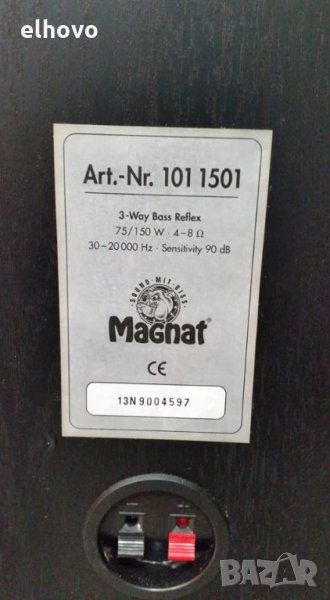 elhovo
Art.-Nr. 101 1501
3-Way Bass Reflex
75/150 W · 4–8 Ω
30–20 000 Hz · Sensitivity 90 dB
·SOUND·MIT·BISS·
Magnat®
CE
13N9004597
− +
BAZAR